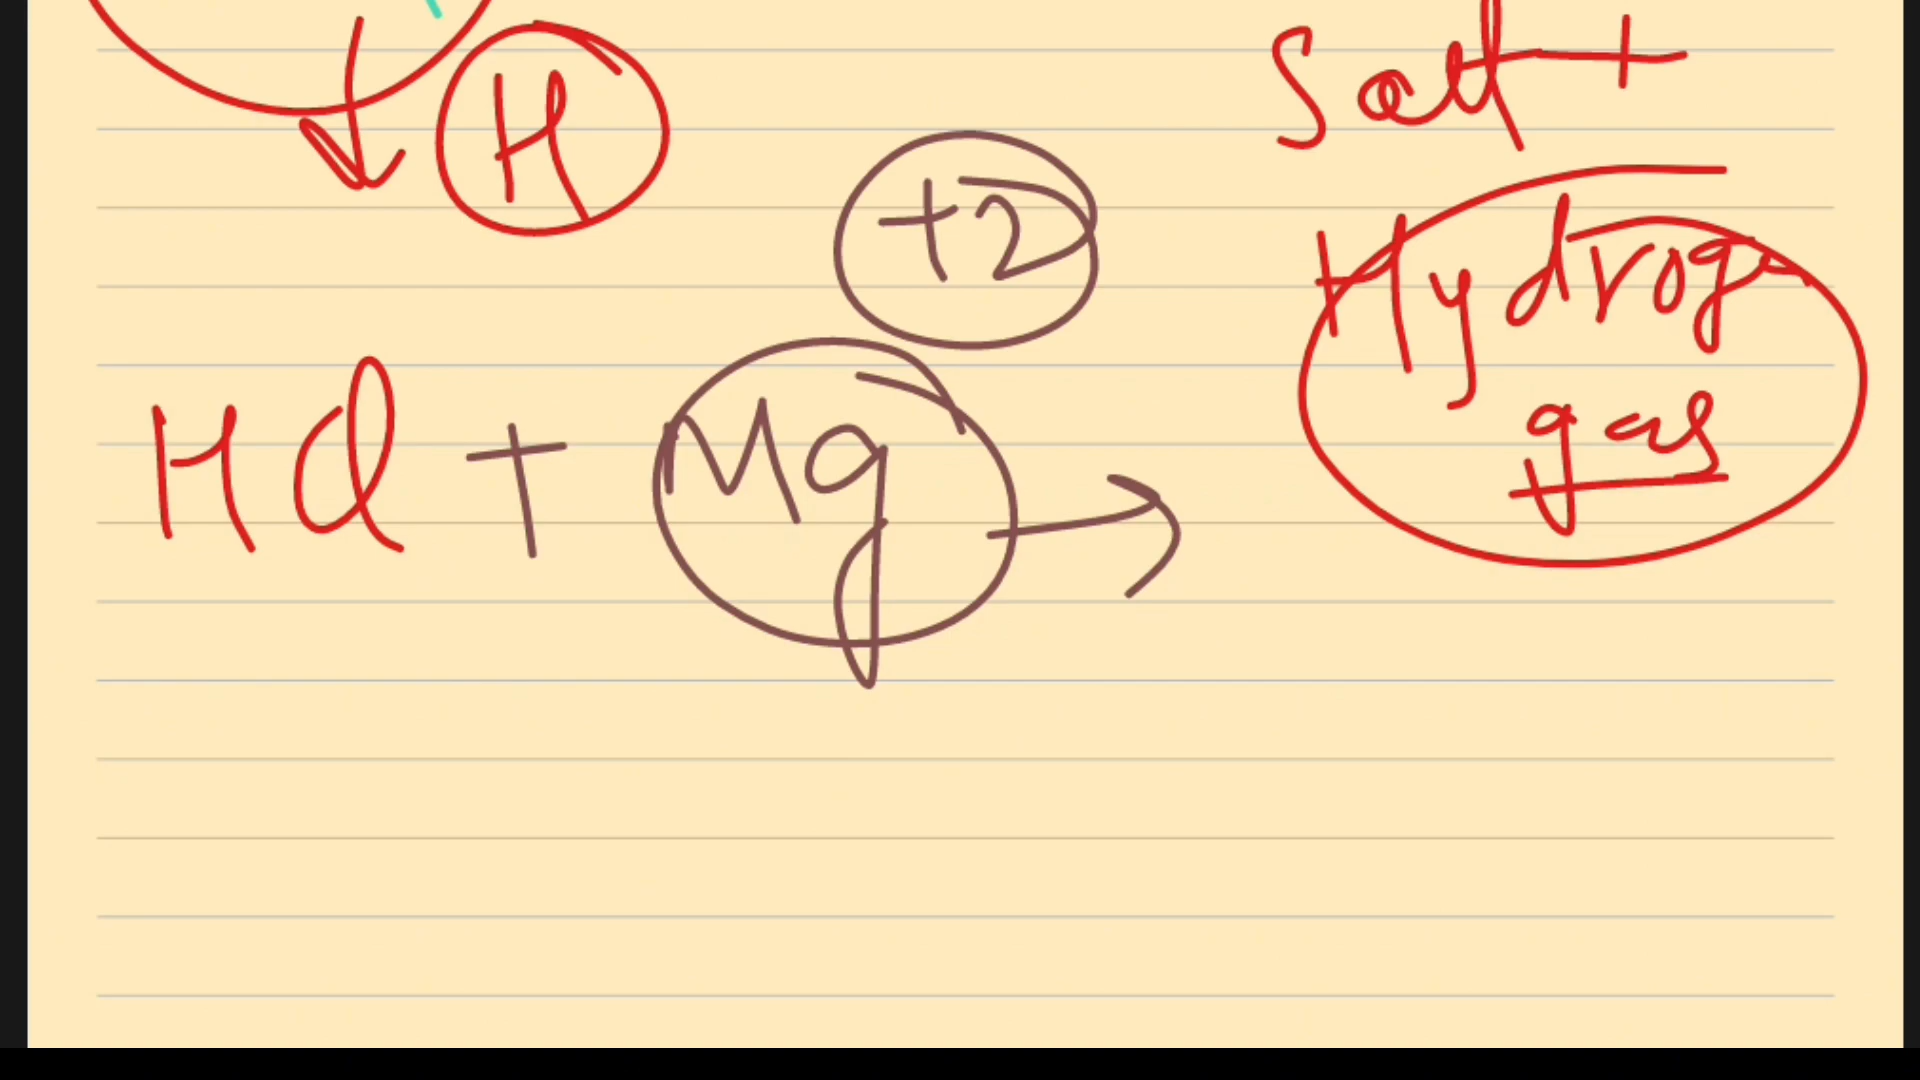 H
Salt +
+2
Hydrogen
gas
HCl + Mg →